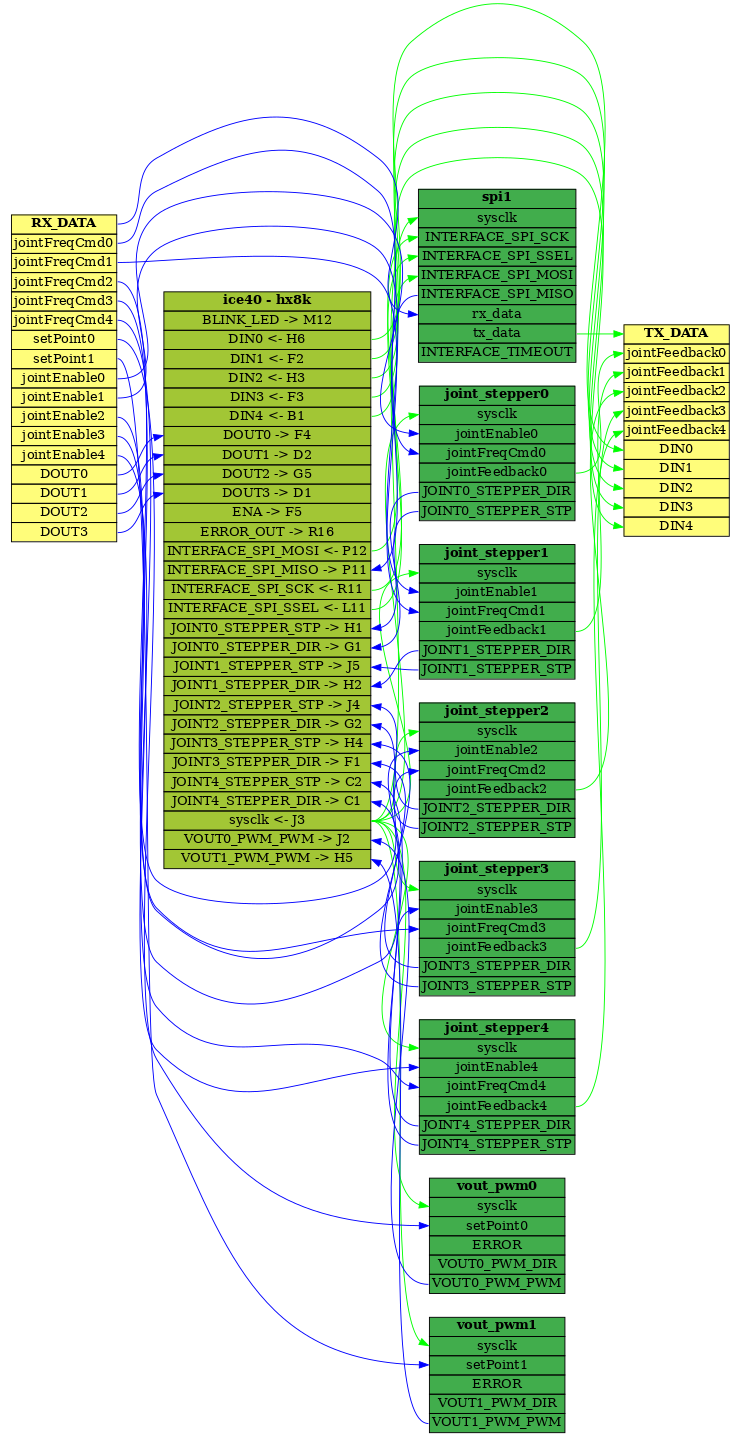 RX_DATA
jointFreqCmd0
jointFreqCmd1
jointFreqCmd2
jointFreqCmd3
jointFreqCmd4
setPoint0
setPoint1
jointEnable0
jointEnable1
jointEnable2
jointEnable3
jointEnable4
DOUT0
DOUT1
DOUT2
DOUT3
ice40 - hx8k
BLINK_LED -> M12
DIN0 <- H6
DIN1 <- F2
DIN2 <- H3
DIN3 <- F3
DIN4 <- B1
DOUT0 -> F4
DOUT1 -> D2
DOUT2 -> G5
DOUT3 -> D1
ENA -> F5
ERROR_OUT -> R16
INTERFACE_SPI_MOSI <- P12
INTERFACE_SPI_MISO -> P11
INTERFACE_SPI_SCK <- R11
INTERFACE_SPI_SSEL <- L11
JOINT0_STEPPER_STP -> H1
JOINT0_STEPPER_DIR -> G1
JOINT1_STEPPER_STP -> J5
JOINT1_STEPPER_DIR -> H2
JOINT2_STEPPER_STP -> J4
JOINT2_STEPPER_DIR -> G2
JOINT3_STEPPER_STP -> H4
JOINT3_STEPPER_DIR -> F1
JOINT4_STEPPER_STP -> C2
JOINT4_STEPPER_DIR -> C1
sysclk <- J3
VOUT0_PWM_PWM -> J2
VOUT1_PWM_PWM -> H5
spi1
sysclk
INTERFACE_SPI_SCK
INTERFACE_SPI_SSEL
INTERFACE_SPI_MOSI
INTERFACE_SPI_MISO
rx_data
tx_data
INTERFACE_TIMEOUT
joint_stepper0
sysclk
jointEnable0
jointFreqCmd0
jointFeedback0
JOINT0_STEPPER_DIR
JOINT0_STEPPER_STP
joint_stepper1
sysclk
jointEnable1
jointFreqCmd1
jointFeedback1
JOINT1_STEPPER_DIR
JOINT1_STEPPER_STP
joint_stepper2
sysclk
jointEnable2
jointFreqCmd2
jointFeedback2
JOINT2_STEPPER_DIR
JOINT2_STEPPER_STP
joint_stepper3
sysclk
jointEnable3
jointFreqCmd3
jointFeedback3
JOINT3_STEPPER_DIR
JOINT3_STEPPER_STP
joint_stepper4
sysclk
jointEnable4
jointFreqCmd4
jointFeedback4
JOINT4_STEPPER_DIR
JOINT4_STEPPER_STP
vout_pwm0
sysclk
setPoint0
ERROR
VOUT0_PWM_DIR
VOUT0_PWM_PWM
vout_pwm1
sysclk
setPoint1
ERROR
VOUT1_PWM_DIR
VOUT1_PWM_PWM
TX_DATA
jointFeedback0
jointFeedback1
jointFeedback2
jointFeedback3
jointFeedback4
DIN0
DIN1
DIN2
DIN3
DIN4